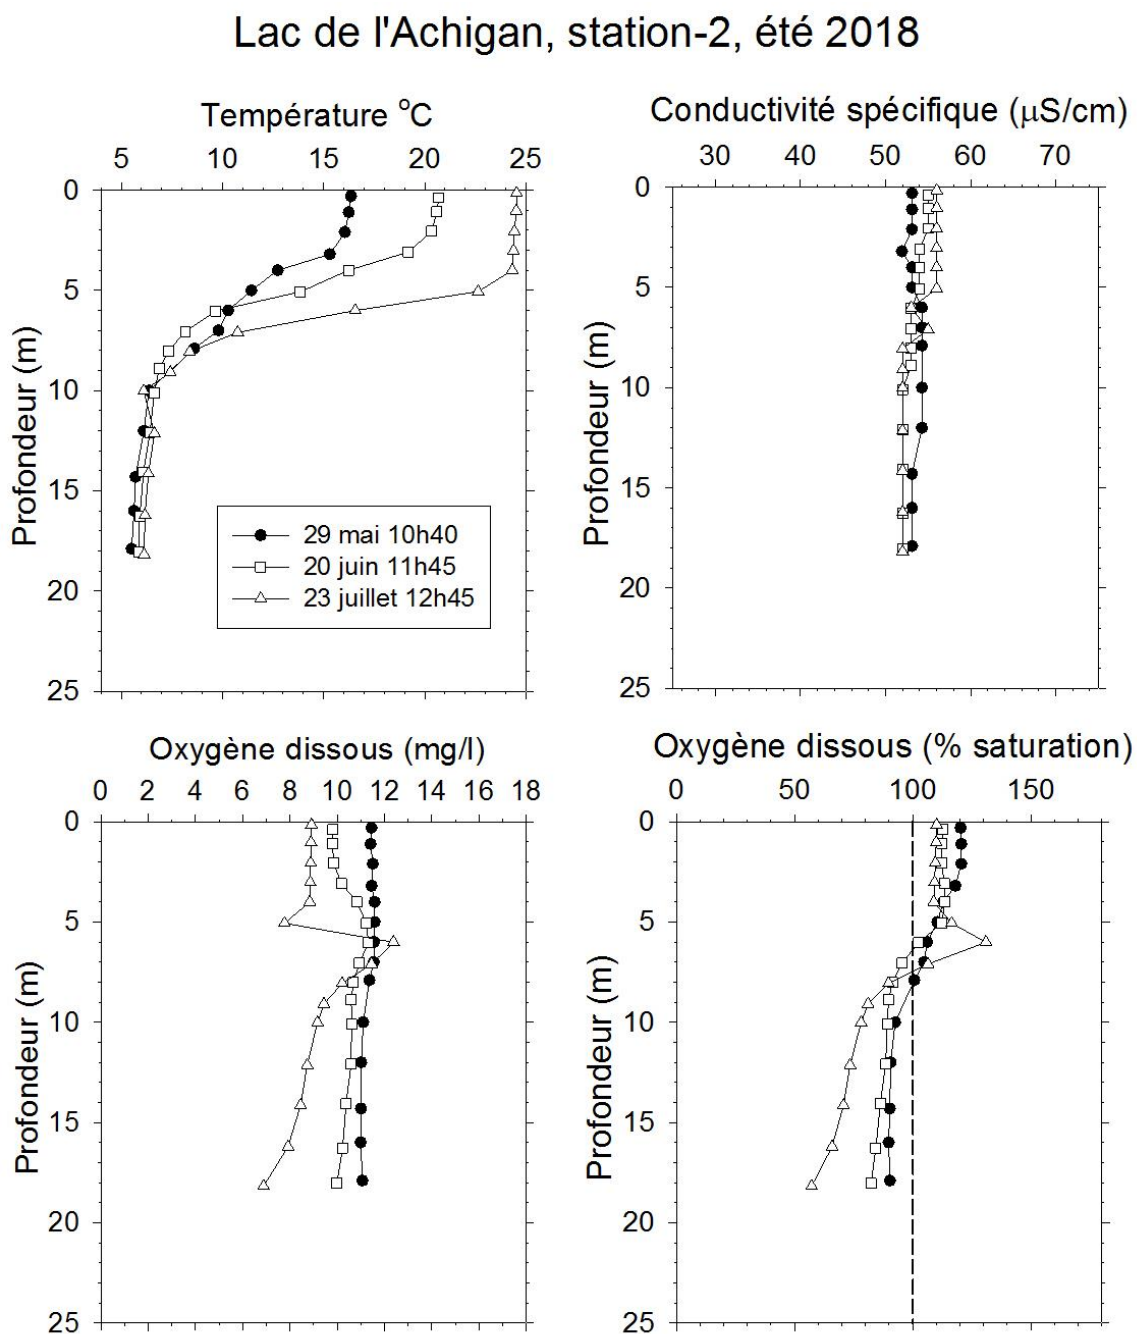 Lac de l'Achigan, station-2, été 2018
Température °C
5 10 15 20 25
0
5
10
15
20
25
Profondeur (m)
29 mai 10h40
20 juin 11h45
23 juillet 12h45
Conductivité spécifique (µS/cm)
30 40 50 60 70
0
5
10
15
20
25
Profondeur (m)
Oxygène dissous (mg/l)
0 2 4 6 8 10 12 14 16 18
0
5
10
15
20
25
Profondeur (m)
Oxygène dissous (% saturation)
0 50 100 150
0
5
10
15
20
25
Profondeur (m)